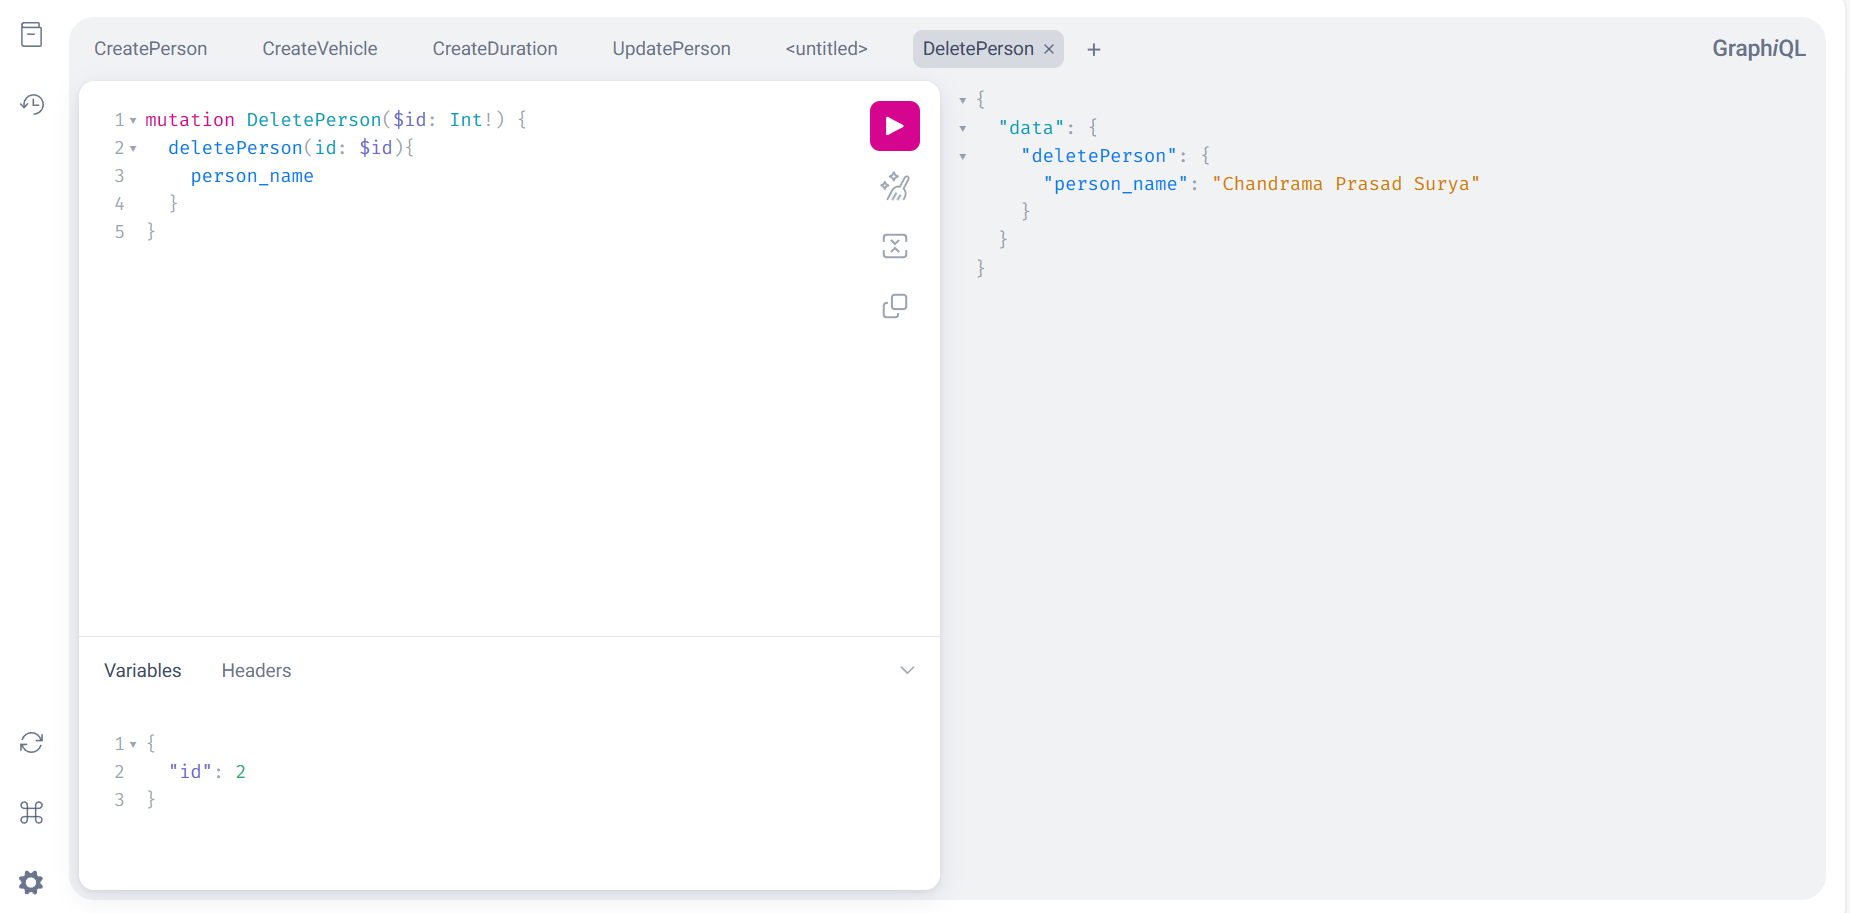 CreatePerson CreateVehicle CreateDuration UpdatePerson <untitled> DeletePerson × + GraphiQL
1 mutation DeletePerson($id: Int!) {
2 deletePerson(id: $id){
3 person_name
4 }
5 }
{
"data": {
"deletePerson": {
"person_name": "Chandrama Prasad Surya"
}
}
}
Variables Headers
1 {
2 "id": 2
3 }